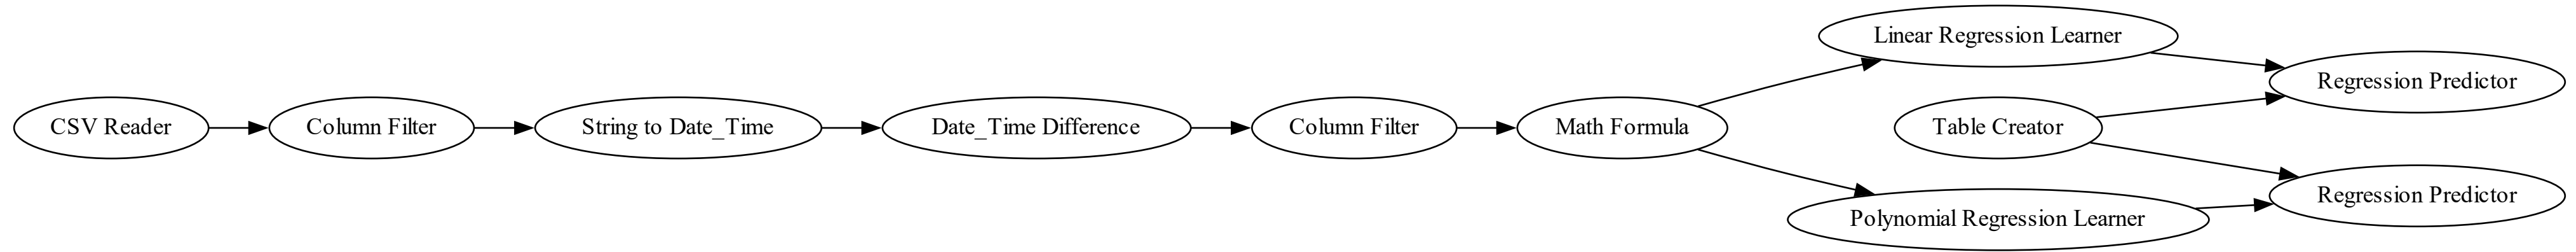 CSV Reader
Column Filter
String to Date_Time
Date_Time Difference
Column Filter
Math Formula
Linear Regression Learner
Table Creator
Polynomial Regression Learner
Regression Predictor
Regression Predictor